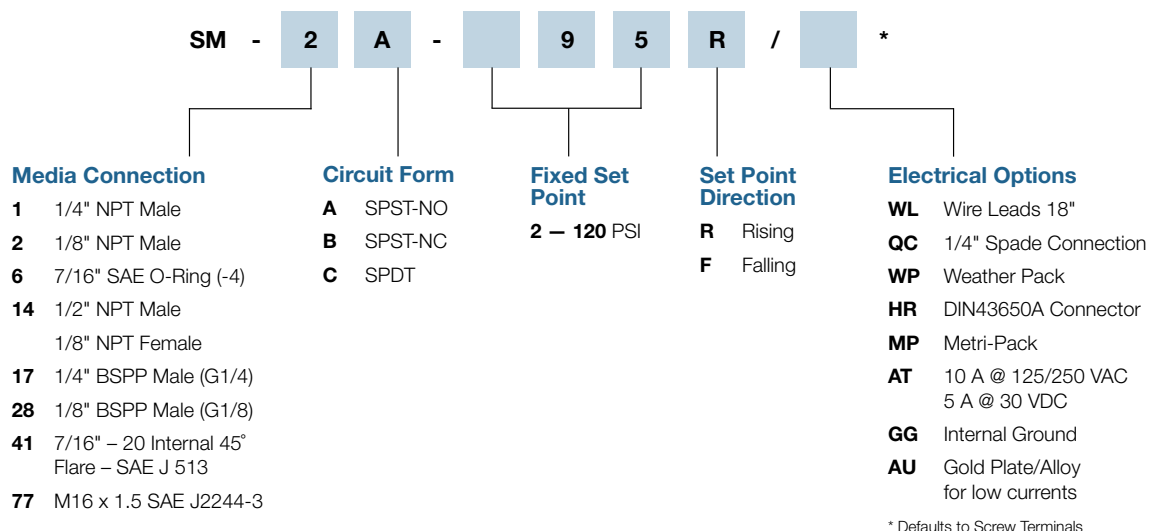 SM - 2 A - 9 5 R / *
Media Connection
1 1/4" NPT Male
2 1/8" NPT Male
6 7/16" SAE O-Ring (-4)
14 1/2" NPT Male
1/8" NPT Female
17 1/4" BSPP Male (G1/4)
28 1/8" BSPP Male (G1/8)
41 7/16" – 20 Internal 45˚
Flare – SAE J 513
77 M16 x 1.5 SAE J2244-3
Circuit Form
A SPST-NO
B SPST-NC
C SPDT
Fixed Set
Point
2 — 120 PSI
Set Point
Direction
R Rising
F Falling
Electrical Options
WL Wire Leads 18"
QC 1/4" Spade Connection
WP Weather Pack
HR DIN43650A Connector
MP Metri-Pack
AT 10 A @ 125/250 VAC
5 A @ 30 VDC
GG Internal Ground
AU Gold Plate/Alloy
for low currents
* Defaults to Screw Terminals